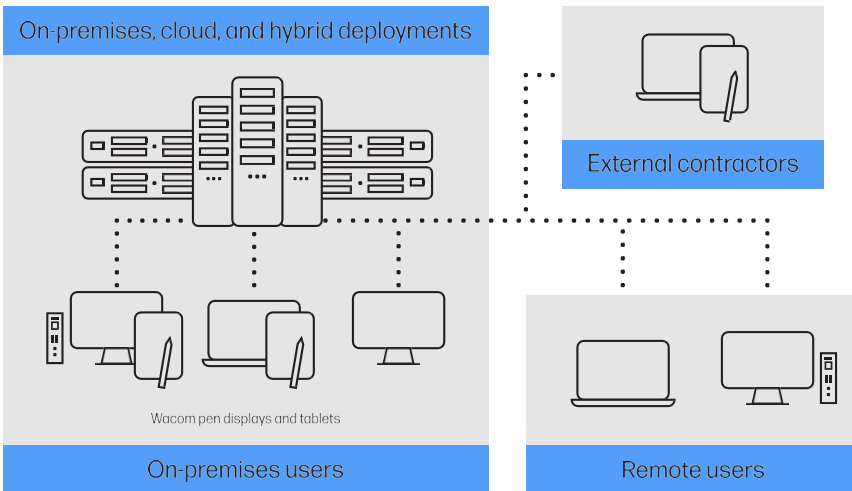 On-premises, cloud, and hybrid deployments
External contractors
Wacom pen displays and tablets
On-premises users
Remote users